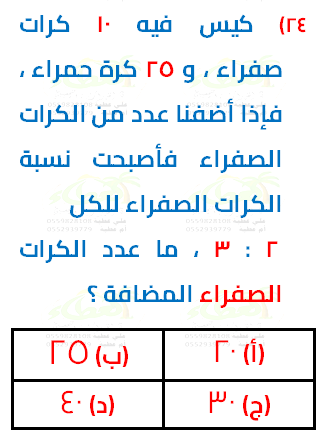 ٢٤) كيس فيه ١٠ كرات
صفراء ، و ٢٥ كرة حمراء ،
فإذا أضفنا عدد من الكرات
الصفراء فأصبحت نسبة
الكرات الصفراء للكل
٢ : ٣ ، ما عدد الكرات
الصفراء المضافة ؟
(أ) ٢٠ (ب) ٢٥
(ج) ٣٠ (د) ٤٠